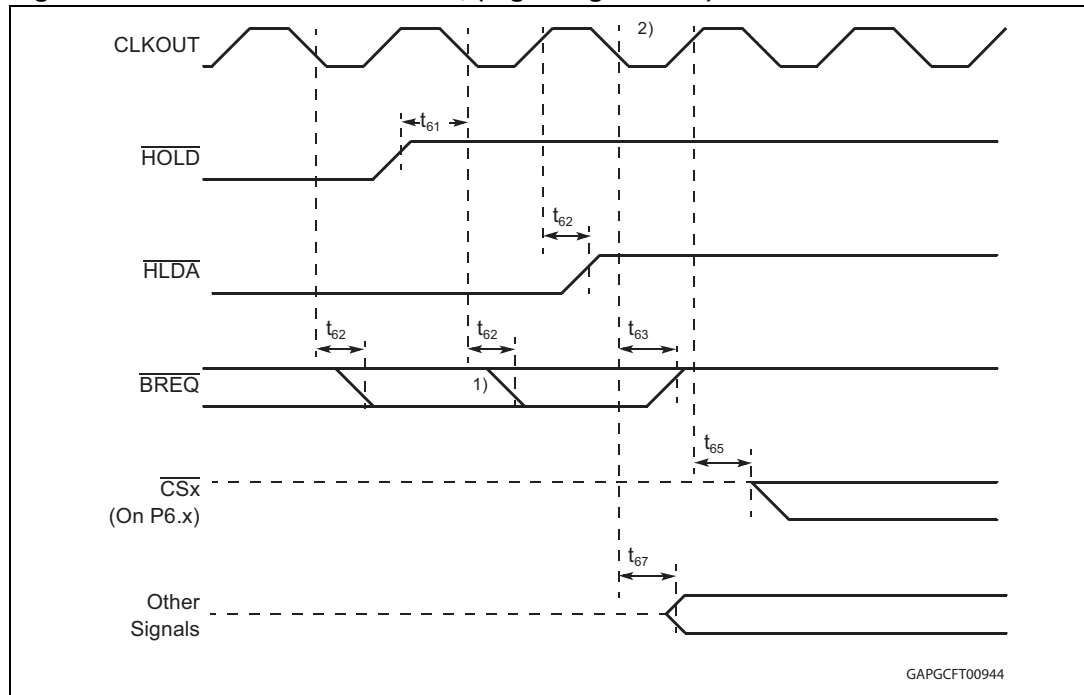 CLKOUT
2)
t61
HOLD
t62
HLDA
t62
t62
t63
BREQ
1)
t65
CSx
(On P6.x)
t67
Other
Signals
GAPGCFT00944